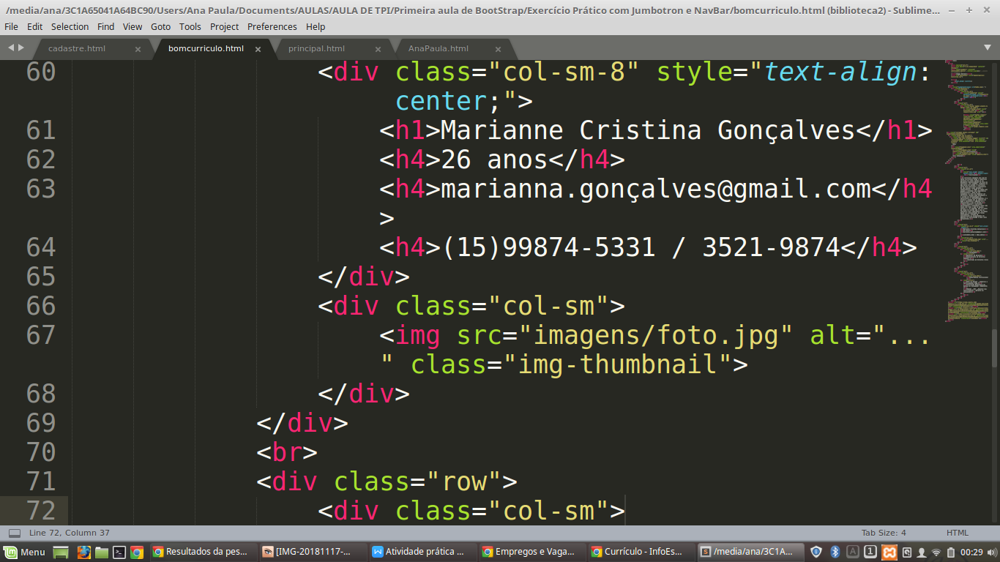 /media/ana/3C1A65041A64BC90/Users/Ana Paula/Documents/AULAS/AULA DE TPI/Primeira aula de BootStrap/Exercício Prático com Jumbotron e NavBar/bomcurriculo.html (biblioteca2) - Sublime...
File Edit Selection Find View Goto Tools Project Preferences Help
cadastre.html × bomcurriculo.html × principal.html × AnaPaula.html ×
60 <div class="col-sm-8" style="text-align:
center;">
61 <h1>Marianne Cristina Gonçalves</h1>
62 <h4>26 anos</h4>
63 <h4>marianna.gonçalves@gmail.com</h4
>
64 <h4>(15)99874-5331 / 3521-9874</h4>
65 </div>
66 <div class="col-sm">
67 <img src="imagens/foto.jpg" alt="...
" class="img-thumbnail">
68 </div>
69 </div>
70 <br>
71 <div class="row">
72 <div class="col-sm">
Line 72, Column 37 Tab Size: 4 HTML
Menu Resultados da pes... [IMG-20181117-... Atividade prática ... Empregos e Vaga... Currículo - InfoEs... /media/ana/3C1A... A 1 00:29